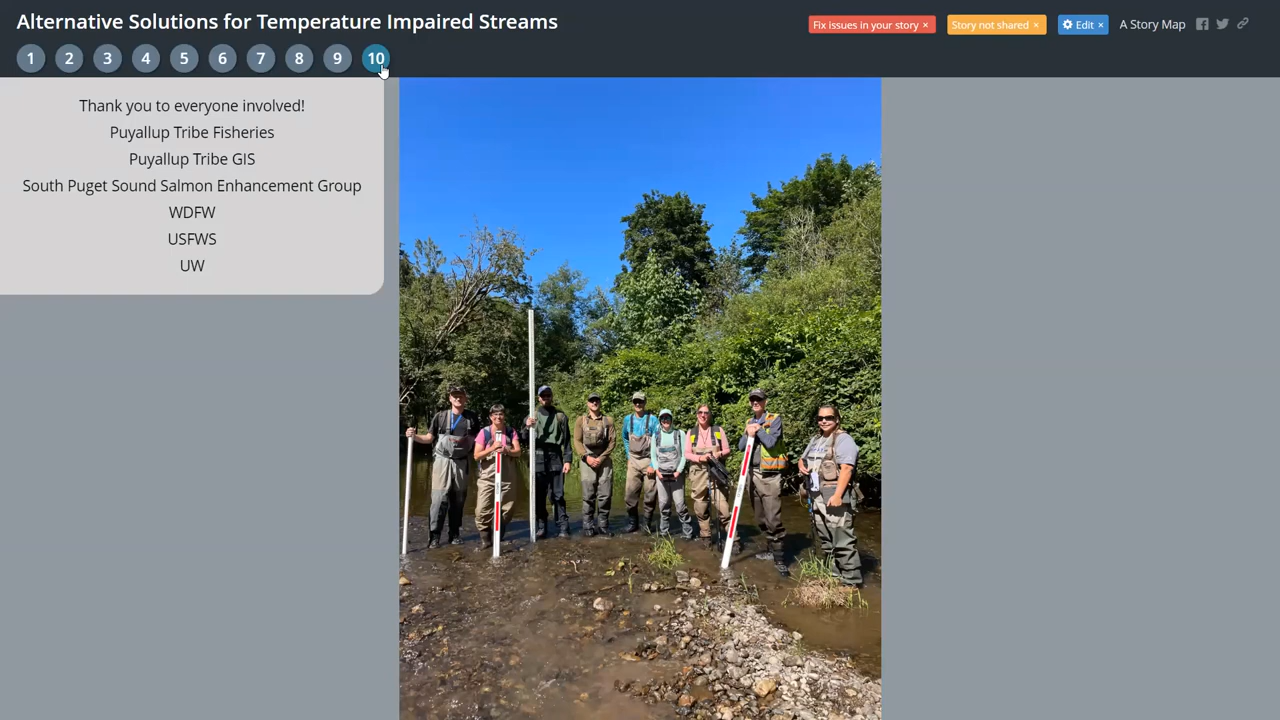 Alternative Solutions for Temperature Impaired Streams
Fix issues in your story ×
Story not shared ×
Edit ×
A Story Map
1 2 3 4 5 6 7 8 9 10
Thank you to everyone involved!
Puyallup Tribe Fisheries
Puyallup Tribe GIS
South Puget Sound Salmon Enhancement Group
WDFW
USFWS
UW